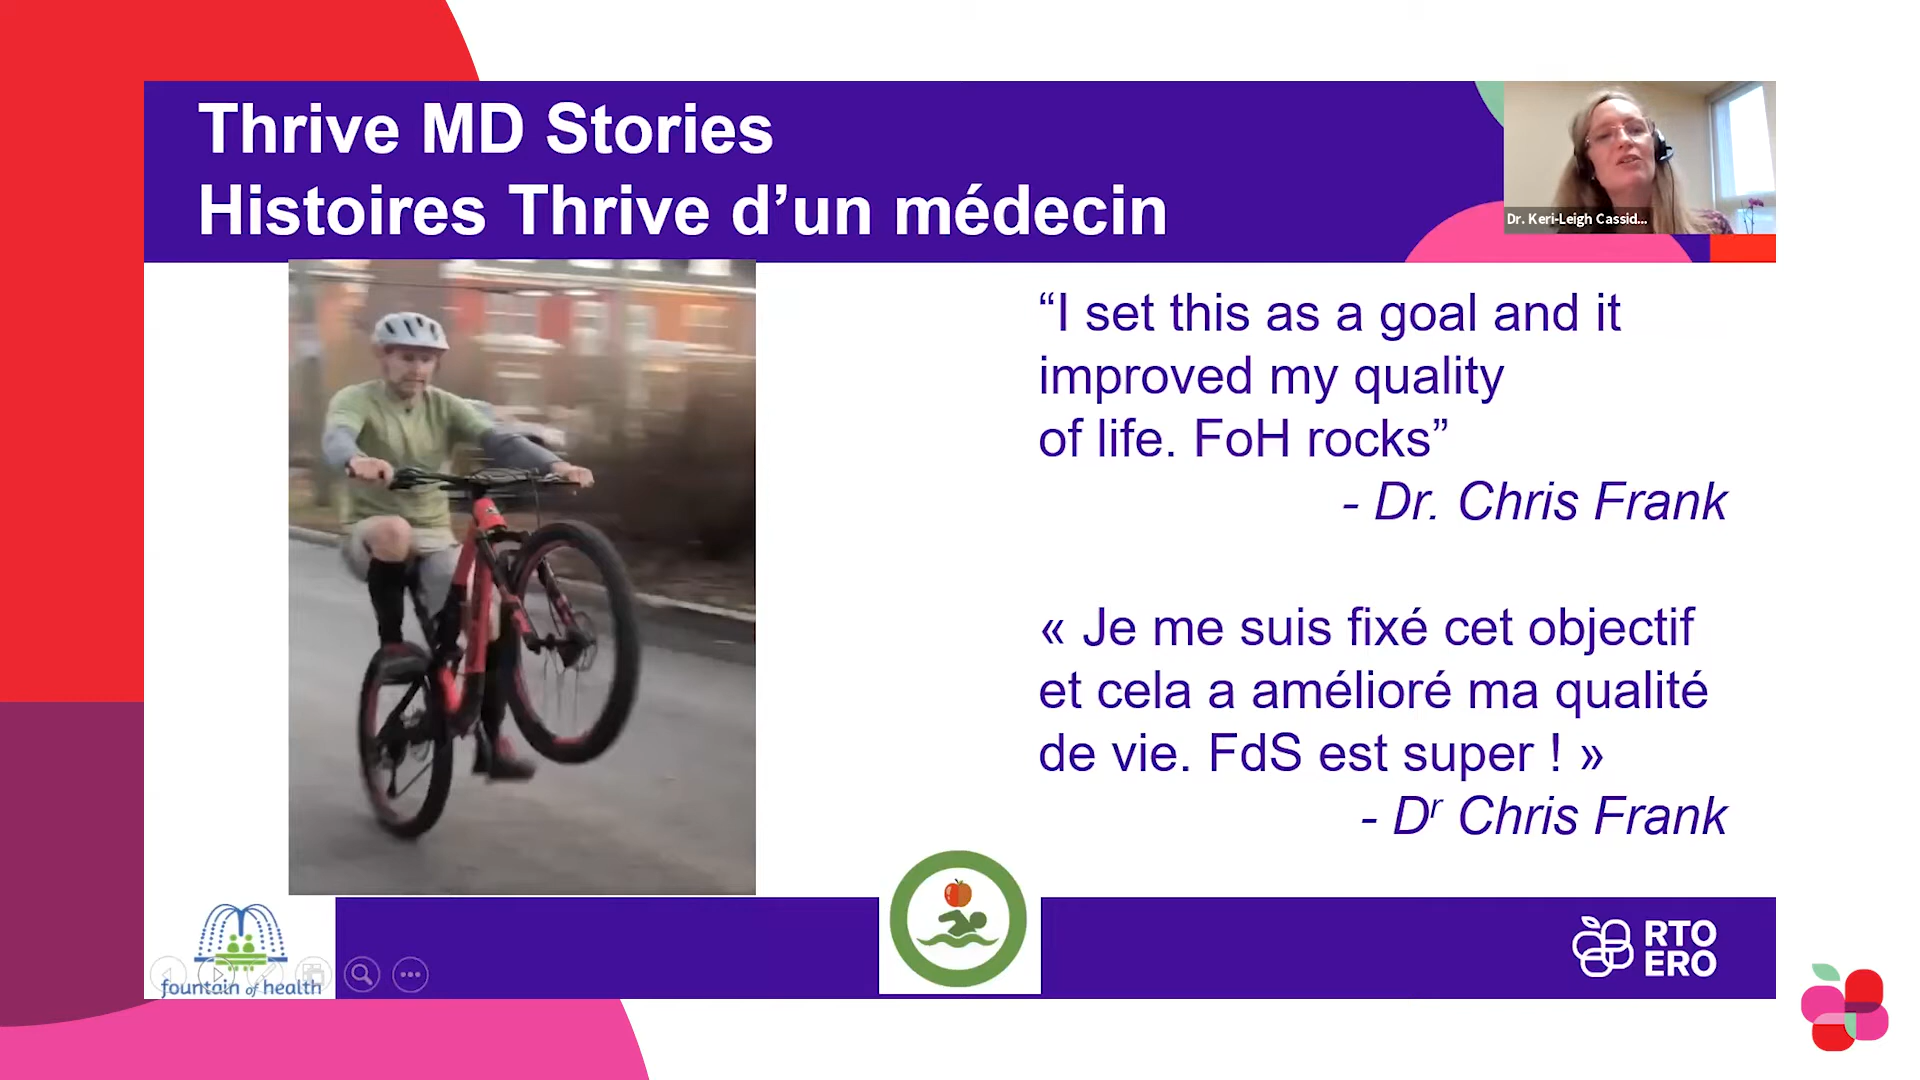 Thrive MD Stories
Histoires Thrive d’un médecin
Dr. Keri-Leigh Cassid...
“I set this as a goal and it
improved my quality
of life. FoH rocks”
- Dr. Chris Frank
« Je me suis fixé cet objectif
et cela a amélioré ma qualité
de vie. FdS est super ! »
- Dʳ Chris Frank
fountain of health
RTO
ERO